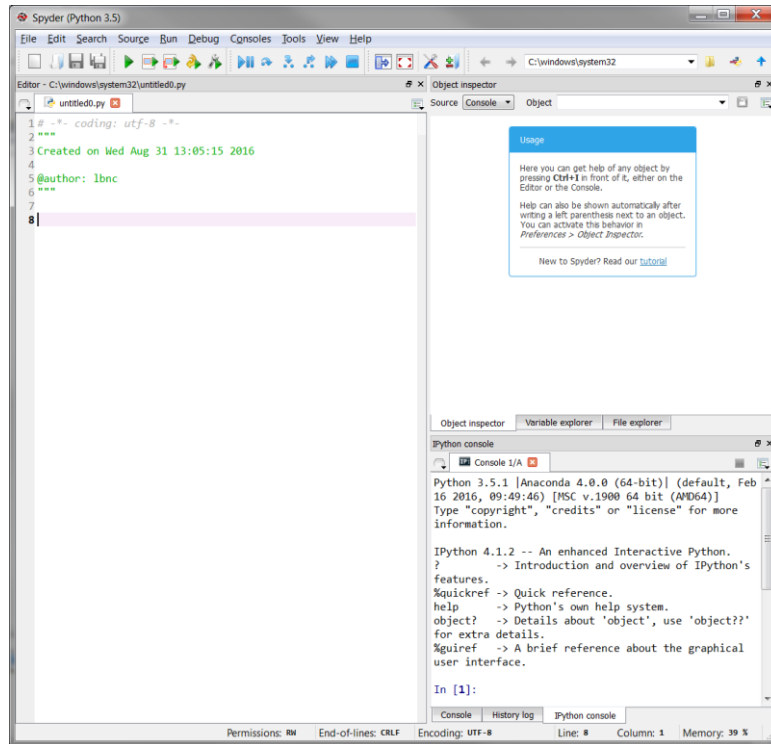 Spyder (Python 3.5)
File Edit Search Source Run Debug Consoles Tools View Help
C:\windows\system32
Editor - C:\windows\system32\untitled0.py
untitled0.py
1 # -*- coding: utf-8 -*-
2 """
3 Created on Wed Aug 31 13:05:15 2016
4
5 @author: lbnc
6 """
7
8
Object inspector
Source Console Object
Usage
Here you can get help of any object by
pressing Ctrl+I in front of it, either on the
Editor or the Console.
Help can also be shown automatically after
writing a left parenthesis next to an object.
You can activate this behavior in
Preferences > Object Inspector.
New to Spyder? Read our tutorial
Object inspector Variable explorer File explorer
IPython console
Console 1/A
Python 3.5.1 |Anaconda 4.0.0 (64-bit)| (default, Feb
16 2016, 09:49:46) [MSC v.1900 64 bit (AMD64)]
Type "copyright", "credits" or "license" for more
information.
IPython 4.1.2 -- An enhanced Interactive Python.
? -> Introduction and overview of IPython's
features.
%quickref -> Quick reference.
help -> Python's own help system.
object? -> Details about 'object', use 'object??'
for extra details.
%guiref -> A brief reference about the graphical
user interface.
In [1]:
Console History log IPython console
Permissions: RW End-of-lines: CRLF Encoding: UTF-8 Line: 8 Column: 1 Memory: 39 %